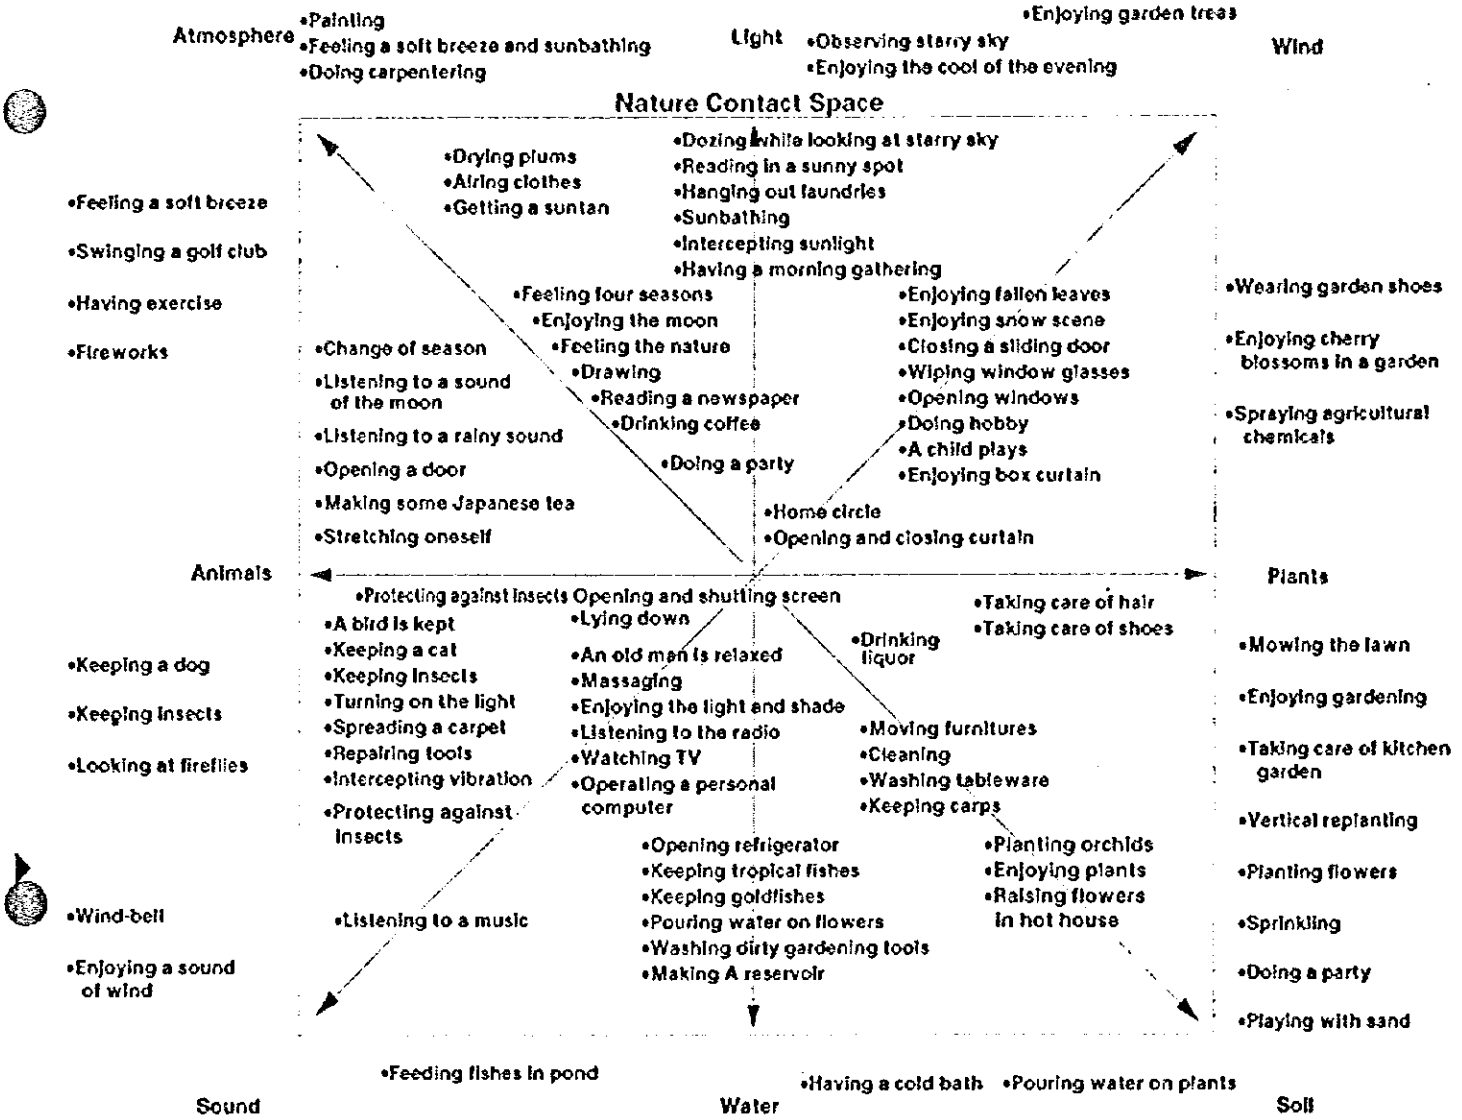 •Enjoying garden treas
•Painting
Atmosphere
•Feeling a soft breeze and sunbathing
•Doing carpentering
Light
•Observing starry sky
•Enjoying the cool of the evening
Wind
Nature Contact Space
•Dozing while looking at starry sky
•Reading in a sunny spot
•Hanging out laundries
•Sunbathing
•Intercepting sunlight
•Having a morning gathering
•Drying plums
•Airing clothes
•Getting a suntan
•Feeling a soft breeze
•Swinging a golf club
•Having exercise
•Fireworks
•Feeling four seasons
•Enjoying the moon
•Feeling the nature
•Drawing
•Reading a newspaper
•Drinking coffee
•Doing a party
•Enjoying fallen leaves
•Enjoying snow scene
•Closing a sliding door
•Wiping window glasses
•Opening windows
•Doing hobby
•A child plays
•Enjoying box curtain
•Wearing garden shoes
•Enjoying cherry
blossoms in a garden
•Spraying agricultural
chemicals
•Change of season
•Listening to a sound
of the moon
•Listening to a rainy sound
•Opening a door
•Making some Japanese tea
•Stretching oneself
•Home circle
•Opening and closing curtain
Animals
Plants
•Protecting against insects Opening and shutting screen
•A bird is kept
•Keeping a cat
•Keeping insects
•Turning on the light
•Spreading a carpet
•Repairing tools
•Intercepting vibration
•Protecting against
insects
•Lying down
•An old man is relaxed
•Massaging
•Enjoying the light and shade
•Listening to the radio
•Watching TV
•Operating a personal
computer
•Taking care of hair
•Taking care of shoes
•Drinking
liquor
•Moving furnitures
•Cleaning
•Washing tableware
•Keeping carps
•Keeping a dog
•Keeping insects
•Looking at fireflies
•Mowing the lawn
•Enjoying gardening
•Taking care of kitchen
garden
•Vertical replanting
•Planting flowers
•Sprinkling
•Doing a party
•Playing with sand
•Opening refrigerator
•Keeping tropical fishes
•Keeping goldfishes
•Pouring water on flowers
•Washing dirty gardening tools
•Making A reservoir
•Planting orchids
•Enjoying plants
•Raising flowers
in hot house
•Wind-bell
•Enjoying a sound
of wind
•Listening to a music
•Feeding fishes in pond
•Having a cold bath
•Pouring water on plants
Sound
Water
Soil